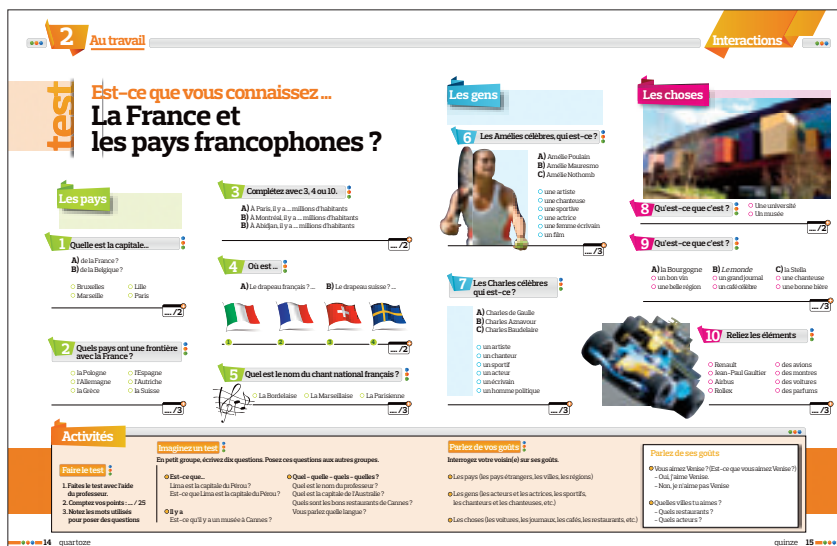 2
Au travail
Interactions
test
Est-ce que vous connaissez ...
La France et
les pays francophones ?
Les pays
1 Quelle est la capitale...
A) de la France ?
B) de la Belgique ?
Bruxelles
Lille
Marseille
Paris
.... /2
2 Quels pays ont une frontière
avec la France ?
la Pologne
l'Espagne
l'Allemagne
l'Autriche
la Grèce
la Suisse
.... /3
3 Complétez avec 3, 4 ou 10.
A) À Paris, il y a .... millions d'habitants
B) À Montréal, il y a .... millions d'habitants
B) À Abidjan, il y a .... millions d'habitants
.... /2
4 Où est ...
A) Le drapeau français ? ...
B) Le drapeau suisse ? ...
1 2 3 4
.... /2
5 Quel est le nom du chant national français ?
La Bordelaise
La Marseillaise
La Parisienne
.... /3
Les gens
6 Les Amélies célèbres, qui est-ce ?
A) Amélie Poulain
B) Amélie Mauresmo
C) Amélie Nothomb
une artiste
une chanteuse
une sportive
une actrice
une femme écrivain
un film
.... /3
7 Les Charles célèbres
qui est-ce ?
A) Charles de Gaulle
B) Charles Aznavour
C) Charles Baudelaire
un artiste
un chanteur
un sportif
un acteur
un écrivain
un homme politique
.... /3
Les choses
8 Qu'est-ce que c'est ?
Une université
Un musée
.... /2
9 Qu'est-ce que c'est ?
A) la Bourgogne
un bon vin
une belle région
B) Le monde
un grand journal
un café célèbre
C) la Stella
une chanteuse
une bonne bière
.... /3
10 Reliez les éléments
Renault
Jean-Paul Gaultier
Airbus
Rollex
des avions
des montres
des voitures
des parfums
.... /3
Activités
Faire le test
1. Faites le test avec l'aide
du professeur.
2. Comptez vos points : .... / 25
3. Notez les mots utilisés
pour poser des questions
Imaginez un test
En petit groupe, écrivez dix questions. Posez ces questions aux autres groupes.
Est-ce que...
Lima est la capitale du Pérou ?
Est-ce que Lima est la capitale du Pérou ?
Il y a
Est-ce qu'il y a un musée à Cannes ?
Quel - quelle - quels - quelles ?
Quel est le nom du professeur ?
Quel est la capitale de l'Australie ?
Quels sont les bons restaurants de Cannes ?
Vous parlez quelle langue ?
Parlez de vos goûts
Interrogez votre voisin(e) sur ses goûts.
Les pays (les pays étrangers, les villes, les régions)
Les gens (les acteurs et les actrices, les sportifs,
les chanteurs et les chanteuses, etc.)
Les choses (les voitures, les journaux, les cafés, les restaurants, etc.)
Parlez de ses goûts
Vous aimez Venise ? (Est-ce que vous aimez Venise ?)
– Oui, j'aime Venise.
– Non, je n'aime pas Venise
Quelles villes tu aimes ?
– Quels restaurants ?
– Quels acteurs ?
14 quartoze
quinze 15